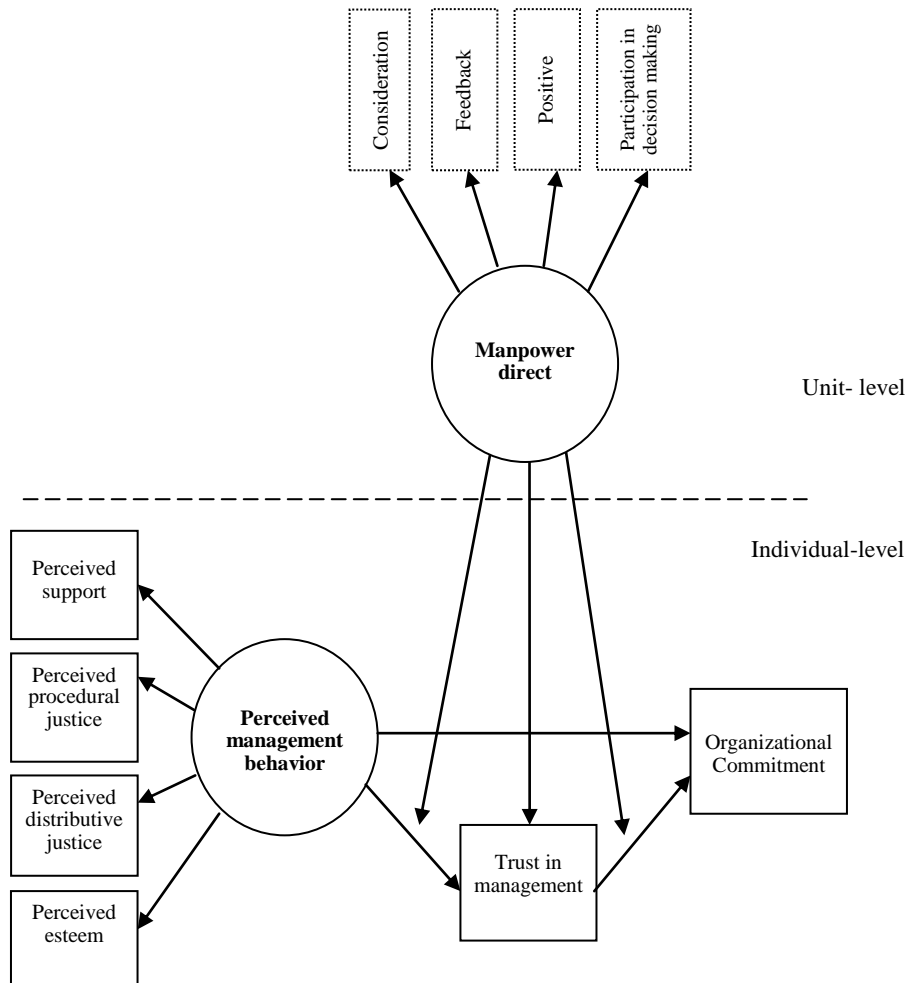 Consideration
Feedback
Positive
Participation in
decision making
Manpower
direct
Unit- level
Individual-level
Perceived
support
Perceived
procedural
justice
Perceived
distributive
justice
Perceived
esteem
Perceived
management
behavior
Trust in
management
Organizational
Commitment